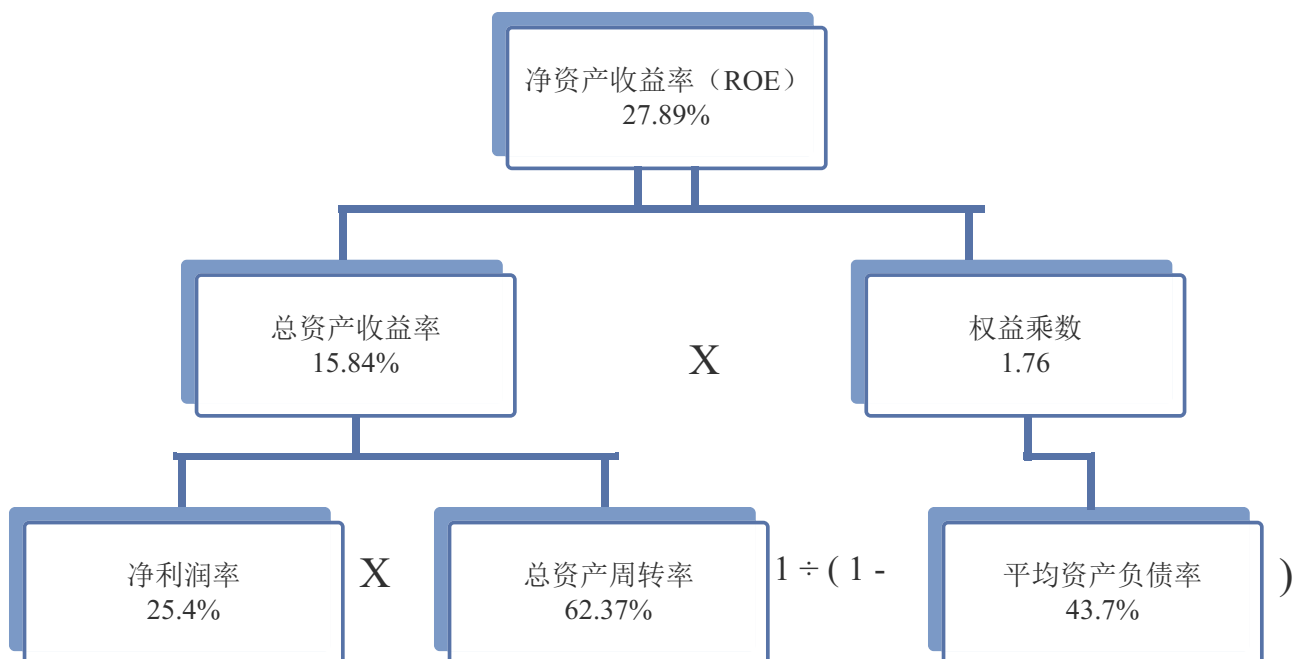 净资产收益率（ROE）
27.89%
总资产收益率
15.84%
X
权益乘数
1.76
净利润率
25.4%
X
总资产周转率
62.37%
1 ÷ ( 1 -
平均资产负债率
43.7%
)